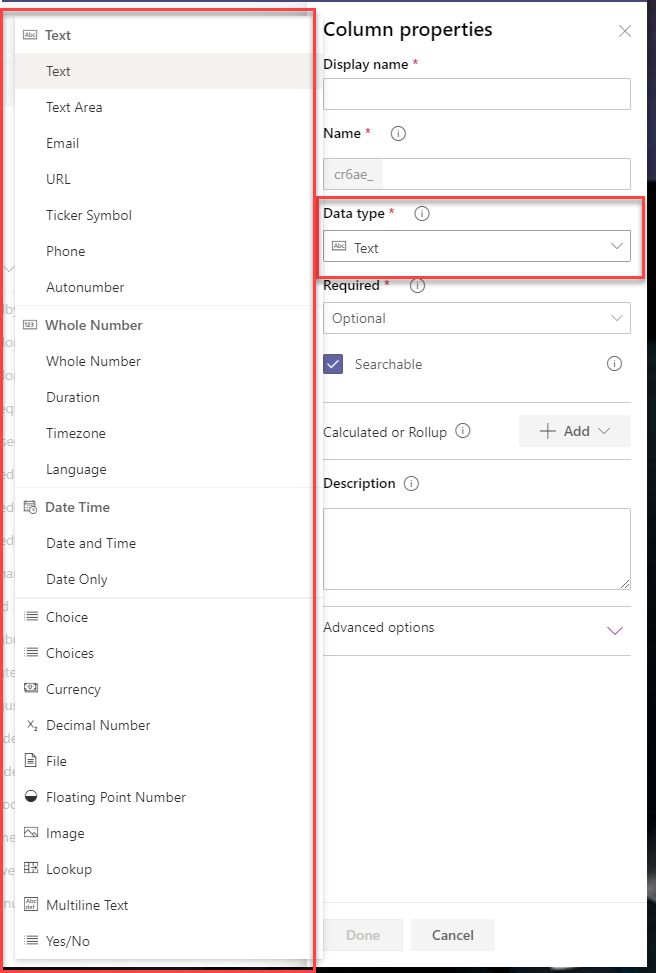 Text
Text
Text Area
Email
URL
Ticker Symbol
Phone
Autonumber
Whole Number
Whole Number
Duration
Timezone
Language
Date Time
Date and Time
Date Only
Choice
Choices
Currency
Decimal Number
File
Floating Point Number
Image
Lookup
Multiline Text
Yes/No
Column properties
Display name *
Name *
cr6ae_
Data type *
Abc Text
Required *
Optional
Searchable
Calculated or Rollup
Add
Description
Advanced options
Done
Cancel